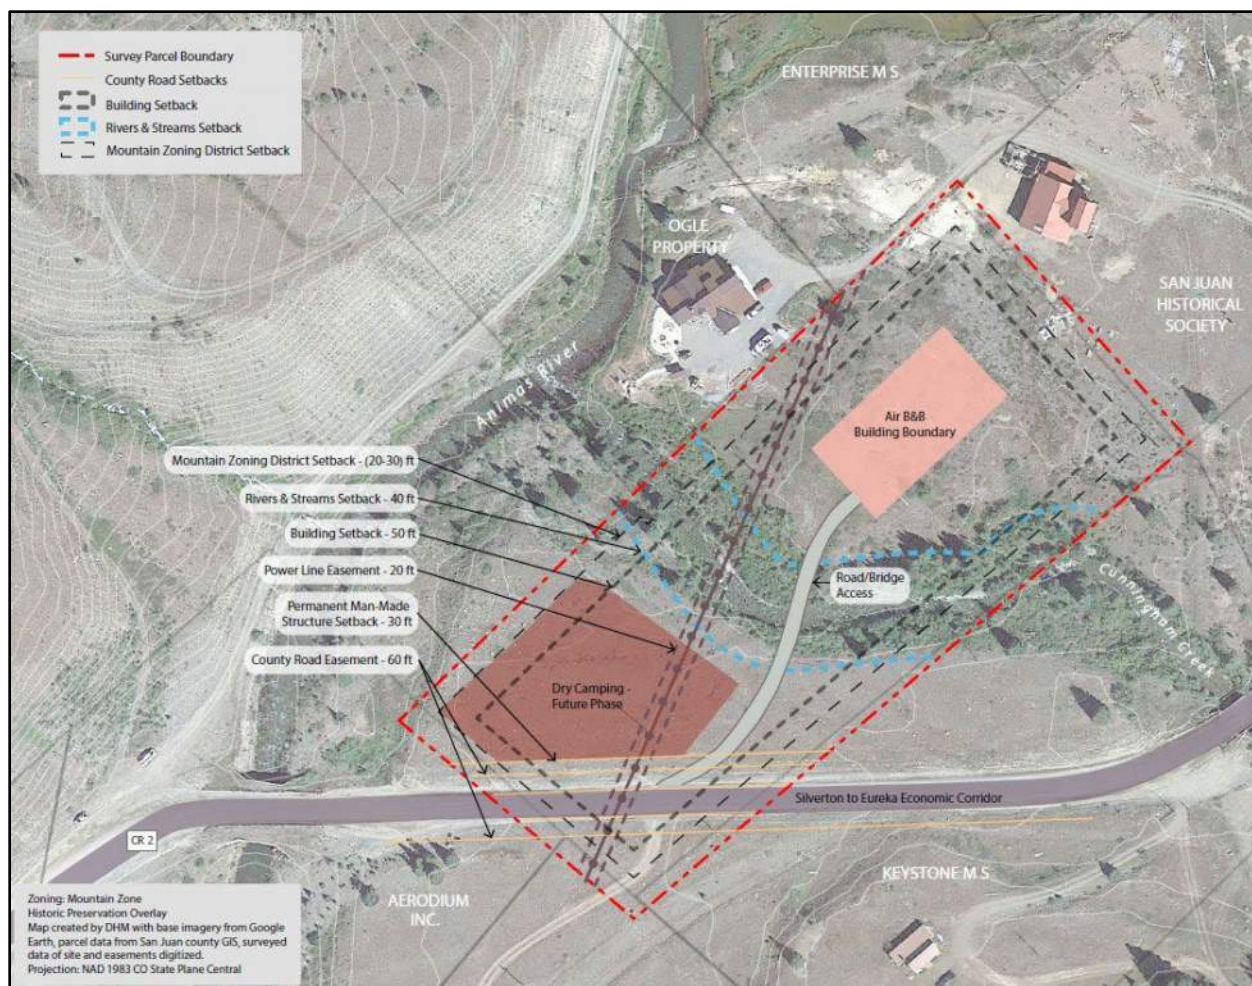 Survey Parcel Boundary
County Road Setbacks
Building Setback
Rivers & Streams Setback
Mountain Zoning District Setback
ENTERPRISE M S
OGLE
PROPERTY
SAN JUAN
HISTORICAL
SOCIETY
Animas River
Air B&B
Building Boundary
Mountain Zoning District Setback - (20-30) ft
Rivers & Streams Setback - 40 ft
Building Setback - 50 ft
Power Line Easement - 20 ft
Permanent Man-Made
Structure Setback - 30 ft
County Road Easement - 60 ft
Road/Bridge
Access
Cunningham Creek
Dry Camping -
Future Phase
Silverton to Eureka Economic Corridor
CR 2
KEYSTONE M S
AERODIUM
INC.
Zoning: Mountain Zone
Historic Preservation Overlay
Map created by DHM with base imagery from Google
Earth, parcel data from San Juan county GIS, surveyed
data of site and easements digitized.
Projection: NAD 1983 CO State Plane Central